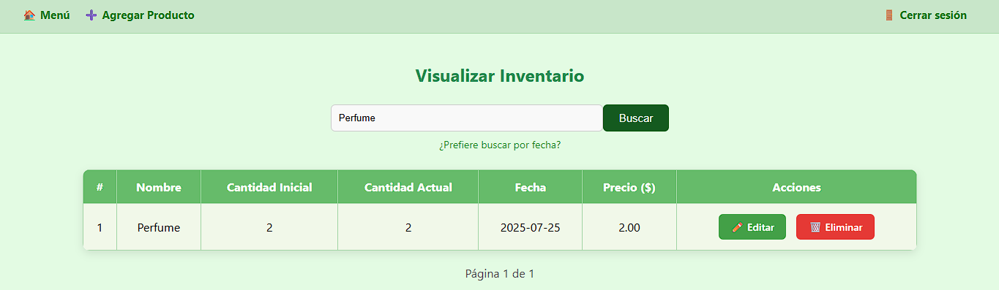 Menú Agregar Producto Cerrar sesión
Visualizar Inventario
Perfume Buscar
¿Prefiere buscar por fecha?
# Nombre Cantidad Inicial Cantidad Actual Fecha Precio ($) Acciones
1 Perfume 2 2 2025-07-25 2.00 Editar Eliminar
Página 1 de 1